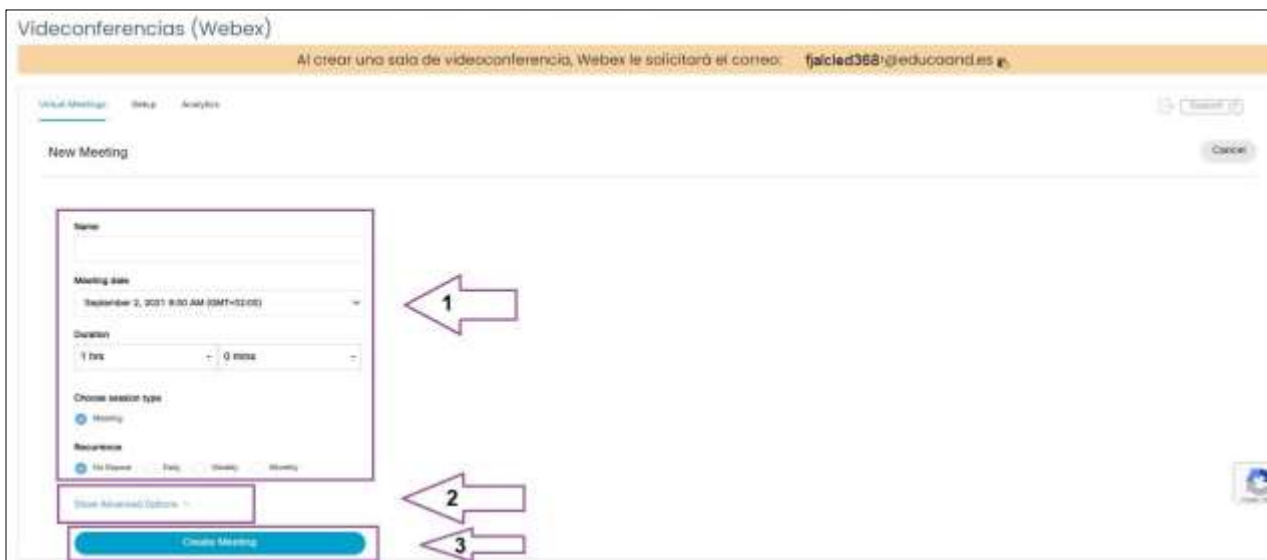 Videconferencias (Webex)
Al crear una sala de videoconferencia, Webex le solicitará el correo: fjalcled368@educaand.es
Virtual Meetings Setup Analytics
Support
New Meeting
Cancel
Name
Meeting date
September 2, 2021 9:00 AM (GMT+02:00)
1
Duration
1 hrs 0 mins
Choose session type
Meeting
Recurrence
No Repeat Daily Weekly Monthly
Show Advanced Options
2
Create Meeting
3